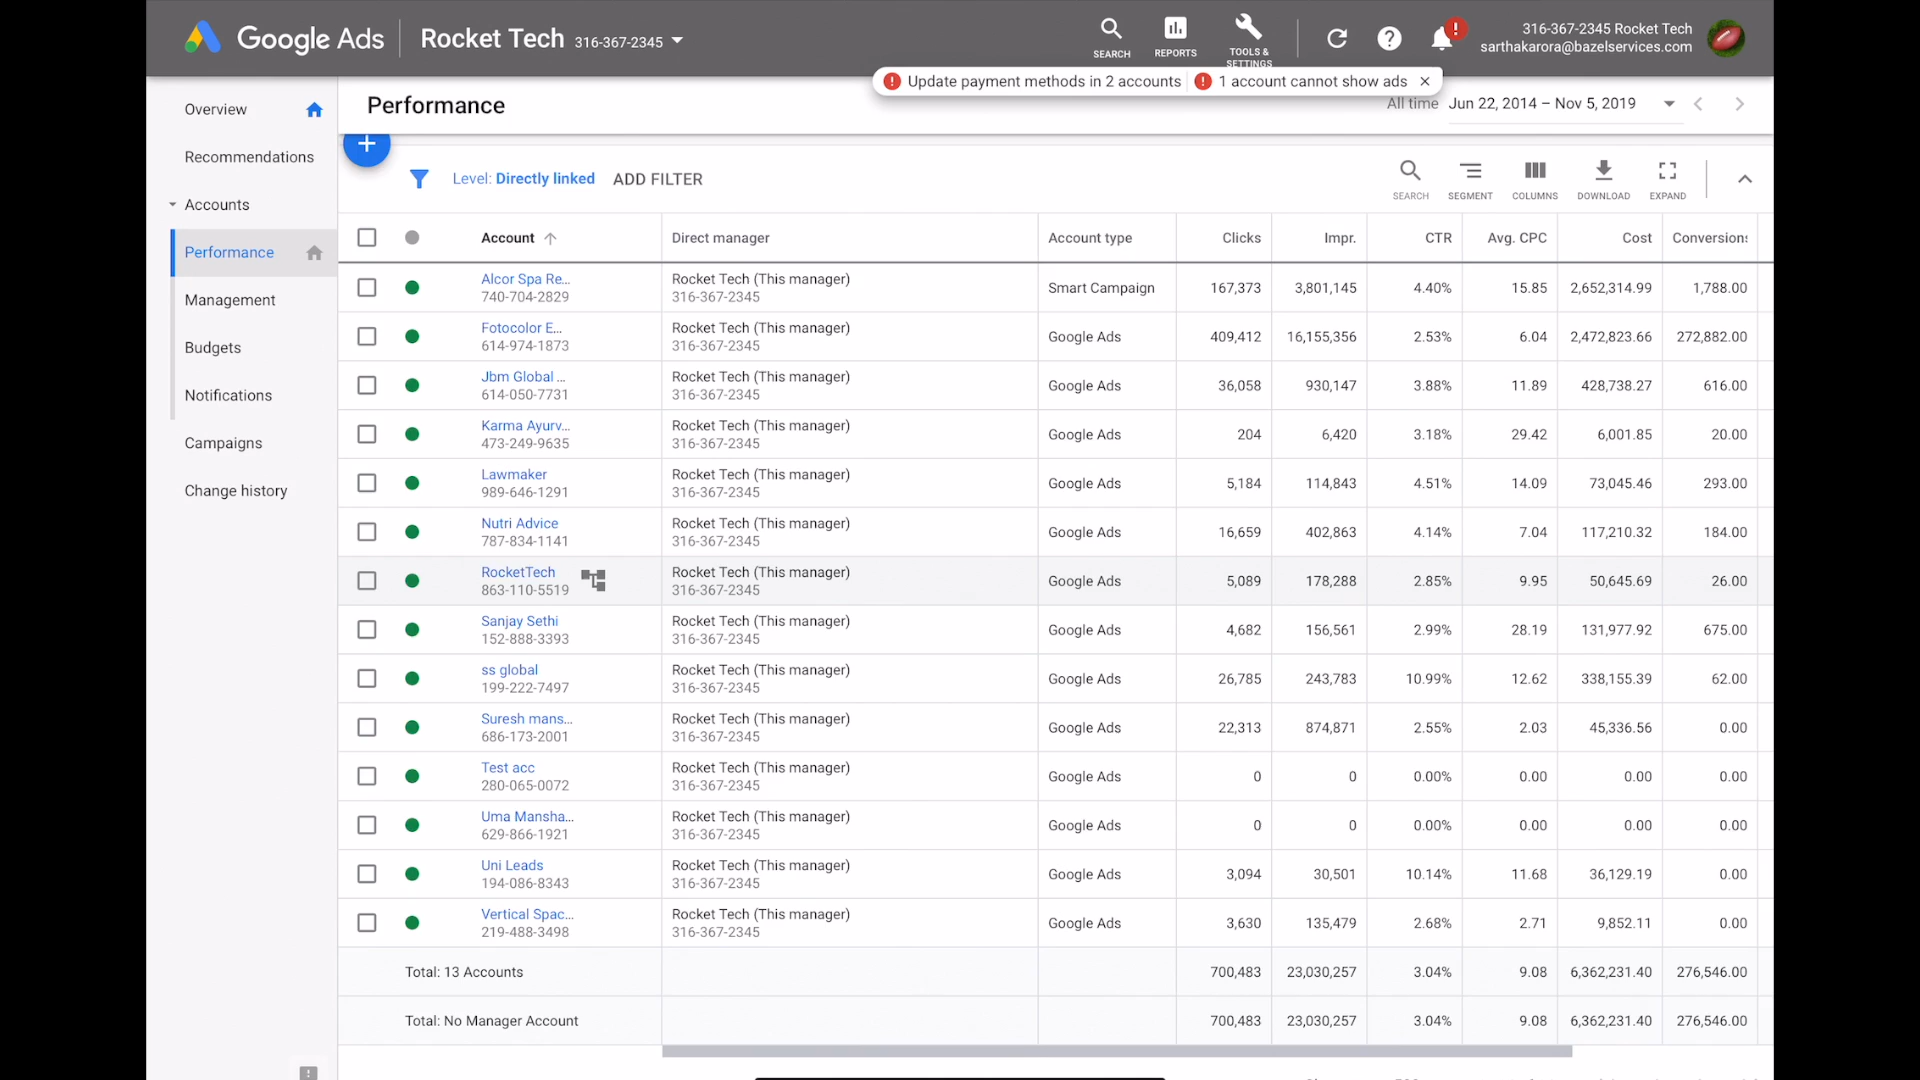 Google Ads
Rocket Tech 316-367-2345
SEARCH
REPORTS
TOOLS &
SETTINGS
316-367-2345 Rocket Tech
sarthakarora@bazelservices.com
Update payment methods in 2 accounts
1 account cannot show ads
Overview
Recommendations
Accounts
Performance
Management
Budgets
Notifications
Campaigns
Change history
Performance
All time Jun 22, 2014 – Nov 5, 2019
Level: Directly linked ADD FILTER
SEARCH SEGMENT COLUMNS DOWNLOAD EXPAND
Account Direct manager Account type Clicks Impr. CTR Avg. CPC Cost Conversions
Alcor Spa Re... Rocket Tech (This manager)
740-704-2829 316-367-2345 Smart Campaign 167,373 3,801,145 4.40% 15.85 2,652,314.99 1,788.00
Fotocolor E... Rocket Tech (This manager)
614-974-1873 316-367-2345 Google Ads 409,412 16,155,356 2.53% 6.04 2,472,823.66 272,882.00
Jbm Global ... Rocket Tech (This manager)
614-050-7731 316-367-2345 Google Ads 36,058 930,147 3.88% 11.89 428,738.27 616.00
Karma Ayurv... Rocket Tech (This manager)
473-249-9635 316-367-2345 Google Ads 204 6,420 3.18% 29.42 6,001.85 20.00
Lawmaker Rocket Tech (This manager)
989-646-1291 316-367-2345 Google Ads 5,184 114,843 4.51% 14.09 73,045.46 293.00
Nutri Advice Rocket Tech (This manager)
787-834-1141 316-367-2345 Google Ads 16,659 402,863 4.14% 7.04 117,210.32 184.00
RocketTech Rocket Tech (This manager)
863-110-5519 316-367-2345 Google Ads 5,089 178,288 2.85% 9.95 50,645.69 26.00
Sanjay Sethi Rocket Tech (This manager)
152-888-3393 316-367-2345 Google Ads 4,682 156,561 2.99% 28.19 131,977.92 675.00
ss global Rocket Tech (This manager)
199-222-7497 316-367-2345 Google Ads 26,785 243,783 10.99% 12.62 338,155.39 62.00
Suresh mans... Rocket Tech (This manager)
686-173-2001 316-367-2345 Google Ads 22,313 874,871 2.55% 2.03 45,336.56 0.00
Test acc Rocket Tech (This manager)
280-065-0072 316-367-2345 Google Ads 0 0 0.00% 0.00 0.00 0.00
Uma Mansha... Rocket Tech (This manager)
629-866-1921 316-367-2345 Google Ads 0 0 0.00% 0.00 0.00 0.00
Uni Leads Rocket Tech (This manager)
194-086-8343 316-367-2345 Google Ads 3,094 30,501 10.14% 11.68 36,129.19 0.00
Vertical Spac... Rocket Tech (This manager)
219-488-3498 316-367-2345 Google Ads 3,630 135,479 2.68% 2.71 9,852.11 0.00
Total: 13 Accounts 700,483 23,030,257 3.04% 9.08 6,362,231.40 276,546.00
Total: No Manager Account 700,483 23,030,257 3.04% 9.08 6,362,231.40 276,546.00